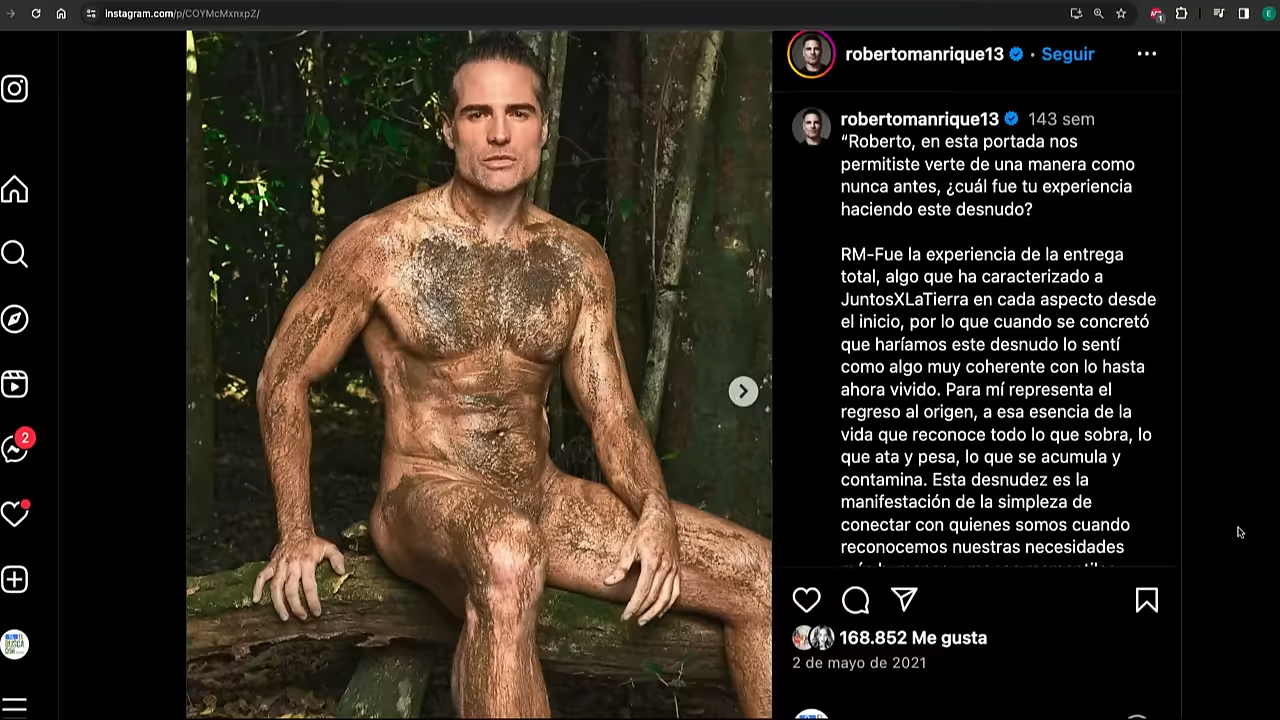 instagram.com/p/COYMcMxnxpZ/
E
robertomanrique13 • Seguir
robertomanrique13 143 sem
“Roberto, en esta portada nos
permitiste verte de una manera como
nunca antes, ¿cuál fue tu experiencia
haciendo este desnudo?
RM-Fue la experiencia de la entrega
total, algo que ha caracterizado a
JuntosXLaTierra en cada aspecto desde
el inicio, por lo que cuando se concretó
que haríamos este desnudo lo sentí
como algo muy coherente con lo hasta
ahora vivido. Para mí representa el
regreso al origen, a esa esencia de la
vida que reconoce todo lo que sobra, lo
que ata y pesa, lo que se acumula y
contamina. Esta desnudez es la
manifestación de la simpleza de
conectar con quienes somos cuando
reconocemos nuestras necesidades
2
168.852 Me gusta
2 de mayo de 2021